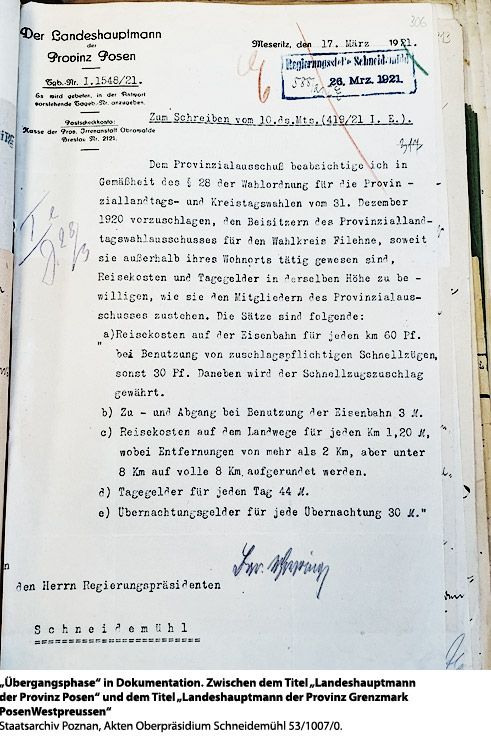 306
Der Landeshauptmann
der
Provinz Posen
Tgb.-Nr. I.1548/21.
Es wird gebeten, in der Antwort
vorstehende Tageb.-Nr. anzugeben.
Postscheckkonto:
Kasse der Prov. Irrenanstalt Obrawalde
Breslau Nr. 2121.
Meseritz, den 17. März 1921.
Regierungsstelle Schneidemühl
26. Mrz. 1921.
Zum Schreiben vom 10.ds.Mts.(419/21 I. E.).
Dem Provinzialausschuß beabsichtige ich in
Gemäßheit des § 28 der Wahlordnung für die Provin -
ziallandtags- und Kreistagswahlen vom 31. Dezember
1920 vorzuschlagen, den Beisitzern des Provinzialland-
tagswahlausschusses für den Wahlkreis Filehne, soweit
sie außerhalb ihres Wohnorts tätig gewesen sind,
Reisekosten und Tagegelder in derselben Höhe zu be -
willigen, wie sie den Mitgliedern des Provinzialaus-
schusses zustehen. Die Sätze sind folgende:
"a)Reisekosten auf der Eisenbahn für jeden km 60 Pf.
bei Benutzung von zuschlagspflichtigen Schnellzügen,
sonst 30 Pf. Daneben wird der Schnellzugszuschlag
gewährt.
b) Zu - und Abgang bei Benutzung der Eisenbahn 3 M.
c) Reisekosten auf dem Landwege für jeden Km 1,20 M,
wobei Entfernungen von mehr als 2 Km, aber unter
8 Km auf volle 8 Km aufgerundet werden.
d) Tagegelder für jeden Tag 44 M.
e) Übernachtungsgelder für jede Übernachtung 30 M."
den Herrn Regierungspräsidenten
Schneidemühl
„Übergangsphase“ in Dokumentation. Zwischen dem Titel „Landeshauptmann
der Provinz Posen“ und dem Titel „Landeshauptmann der Provinz Grenzmark
PosenWestpreussen“
Staatsarchiv Poznan, Akten Oberpräsidium Schneidemühl 53/1007/0.